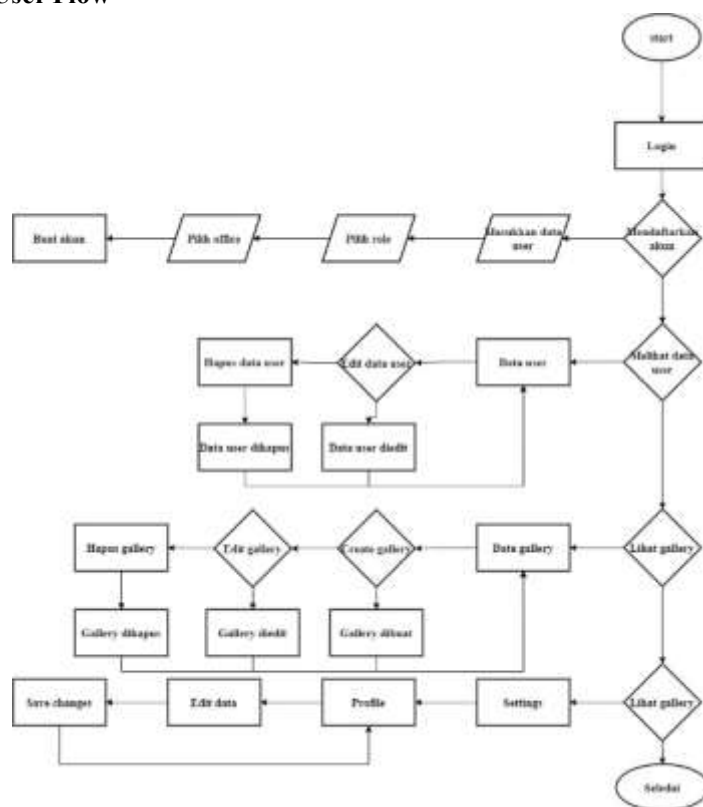 User Flow
start
Login
Mendaftarkan
akun
Masukkan data
user
Pilih role
Pilih office
Buat akun
Melihat data
user
Data user
Edit data user
Hapus data user
Data user dihapus
Data user diedit
Lihat gallery
Data gallery
Create gallery
Edit gallery
Hapus gallery
Gallery dihapus
Gallery diedit
Gallery dibuat
Lihat gallery
Settings
Profile
Edit data
Save changes